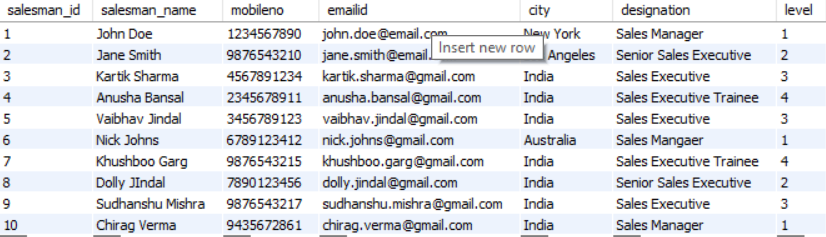 salesman_id salesman_name mobileno emailid city designation level
1 John Doe 1234567890 john.doe@email.com New York Sales Manager 1
Insert new row
2 Jane Smith 9876543210 jane.smith@email. Angeles Senior Sales Executive 2
3 Kartik Sharma 4567891234 kartik.sharma@gmail.com India Sales Executive 3
4 Anusha Bansal 2345678911 anusha.bansal@gmail.com India Sales Executive Trainee 4
5 Vaibhav Jindal 3456789123 vaibhav.jindal@gmail.com India Sales Executive 3
6 Nick Johns 6789123412 nick.johns@gmail.com Australia Sales Mangaer 1
7 Khushboo Garg 9876543215 khushboo.garg@gmail.com India Sales Executive Trainee 4
8 Dolly JIndal 7890123456 dolly.jindal@gmail.com India Senior Sales Executive 2
9 Sudhanshu Mishra 9876543217 sudhanshu.mishra@gmail.com India Sales Executive 3
10 Chirag Verma 9435672861 chirag.verma@gmail.com India Sales Manager 1